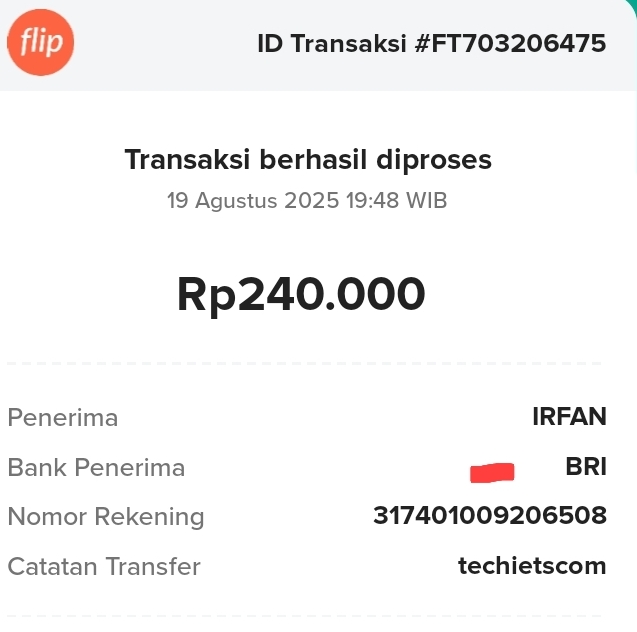 flip
ID Transaksi #FT703206475
Transaksi berhasil diproses
19 Agustus 2025 19:48 WIB
Rp240.000
Penerima IRFAN
Bank Penerima BRI
Nomor Rekening 317401009206508
Catatan Transfer techietscom